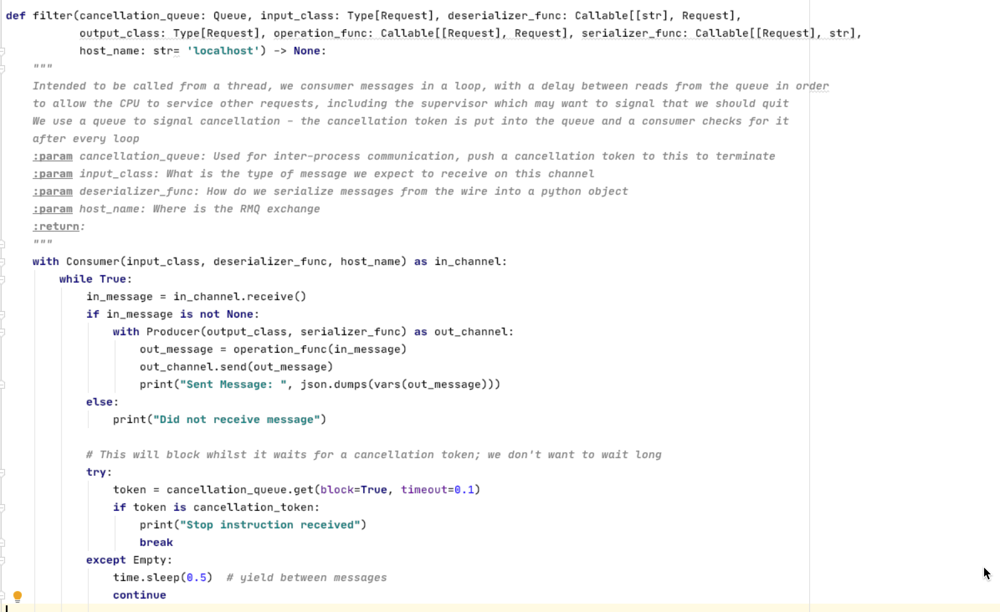 def filter(cancellation_queue: Queue, input_class: Type[Request], deserializer_func: Callable[[str], Request],
           output_class: Type[Request], operation_func: Callable[[Request], Request], serializer_func: Callable[[Request], str],
           host_name: str= 'localhost') -> None:
    """
    Intended to be called from a thread, we consumer messages in a loop, with a delay between reads from the queue in order
    to allow the CPU to service other requests, including the supervisor which may want to signal that we should quit
    We use a queue to signal cancellation - the cancellation token is put into the queue and a consumer checks for it
    after every loop
    :param cancellation_queue: Used for inter-process communication, push a cancellation token to this to terminate
    :param input_class: What is the type of message we expect to receive on this channel
    :param deserializer_func: How do we serialize messages from the wire into a python object
    :param host_name: Where is the RMQ exchange
    :return:
    """
    with Consumer(input_class, deserializer_func, host_name) as in_channel:
        while True:
            in_message = in_channel.receive()
            if in_message is not None:
                with Producer(output_class, serializer_func) as out_channel:
                    out_message = operation_func(in_message)
                    out_channel.send(out_message)
                    print("Sent Message: ", json.dumps(vars(out_message)))
            else:
                print("Did not receive message")

            # This will block whilst it waits for a cancellation token; we don't want to wait long
            try:
                token = cancellation_queue.get(block=True, timeout=0.1)
                if token is cancellation_token:
                    print("Stop instruction received")
                    break
            except Empty:
                time.sleep(0.5)  # yield between messages
                continue